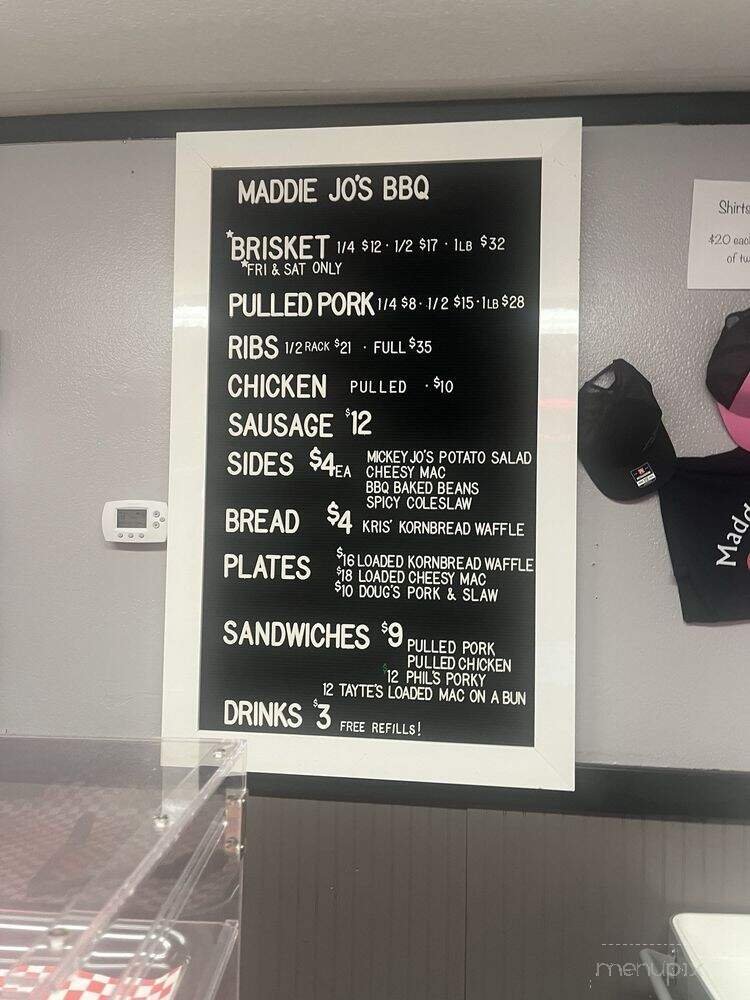 MADDIE JO'S BBQ
*BRISKET 1/4 $12 · 1/2 $17 · 1LB $32
*FRI & SAT ONLY
PULLED PORK 1/4 $8 · 1/2 $15 · 1LB $28
RIBS 1/2 RACK $21 · FULL $35
CHICKEN PULLED · $10
SAUSAGE $12
SIDES $4EA MICKEY JO'S POTATO SALAD
CHEESY MAC
BBQ BAKED BEANS
SPICY COLESLAW
BREAD $4 KRIS' KORNBREAD WAFFLE
PLATES $16 LOADED KORNBREAD WAFFLE
$18 LOADED CHEESY MAC
$10 DOUG'S PORK & SLAW
SANDWICHES $9 PULLED PORK
PULLED CHICKEN
$12 PHIL'S PORKY
12 TAYTE'S LOADED MAC ON A BUN
DRINKS $3 FREE REFILLS!
Shirts
$20 eac
of tw
Mad
menupix